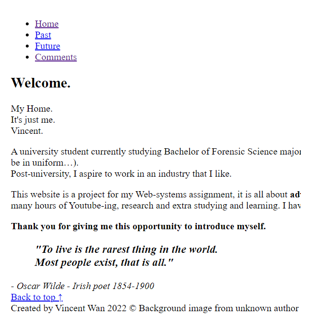 Home
Past
Future
Comments
Welcome.
My Home.
It's just me.
Vincent.
A university student currently studying Bachelor of Forensic Science major
be in uniform…).
Post-university, I aspire to work in an industry that I like.
This website is a project for my Web-systems assignment, it is all about
many hours of Youtube-ing, research and extra studying and learning. I
Thank you for giving me this opportunity to introduce myself.
"To live is the rarest thing in the world.
Most people exist, that is all."
- Oscar Wilde - Irish poet 1854-1900
Back to top ↑
Created by Vincent Wan 2022 © Background image from unknown author